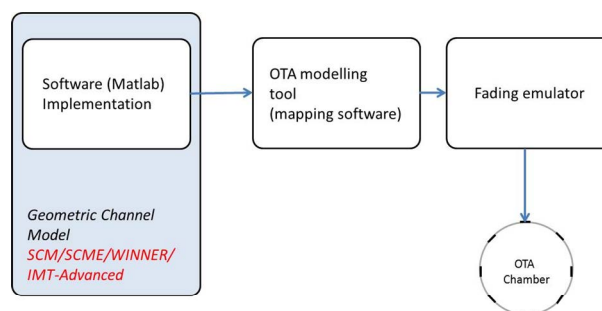 Software (Matlab)
Implementation
OTA modelling
tool
(mapping software)
Fading emulator
Geometric Channel
Model
SCM/SCME/WINNER/
IMT-Advanced
OTA
Chamber